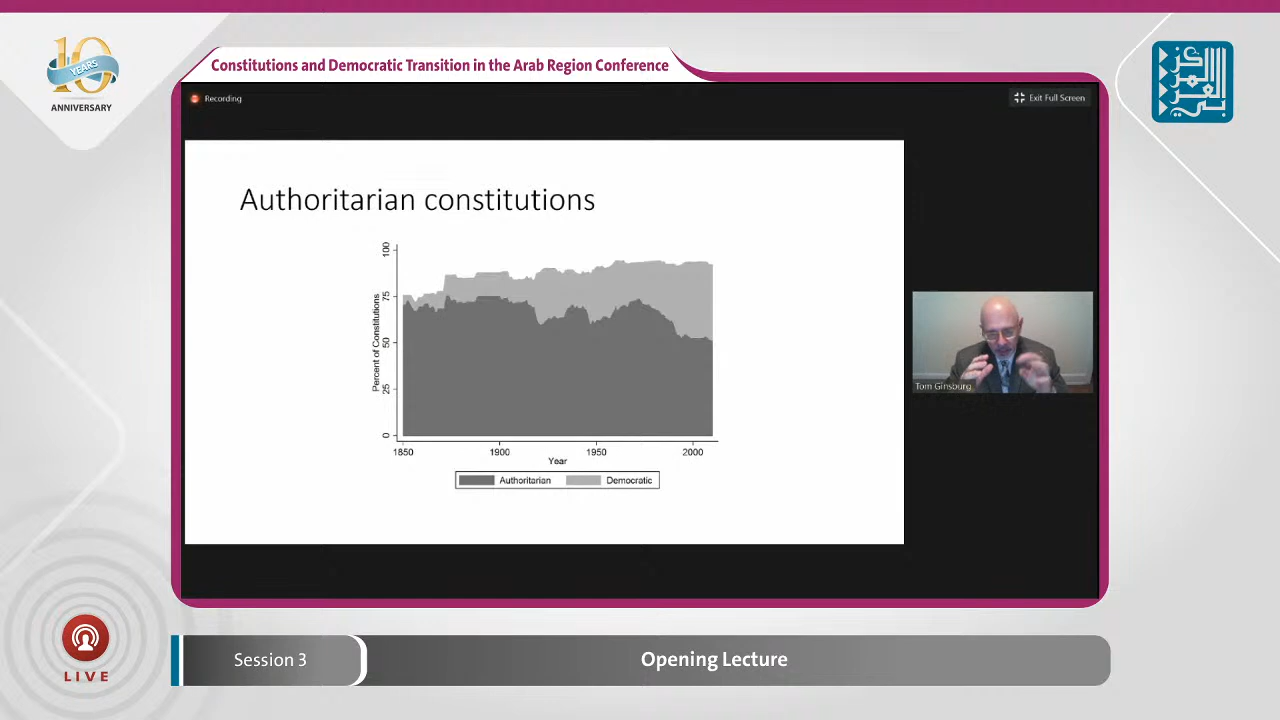 10
YEARS
ANNIVERSARY
Constitutions and Democratic Transition in the Arab Region Conference
المركز العربي
Recording
Exit Full Screen
Authoritarian constitutions
Percent of Constitutions
100
75
50
25
0
1850
1900
1950
2000
Year
Authoritarian
Democratic
Tom Ginsburg
LIVE
Session 3
Opening Lecture